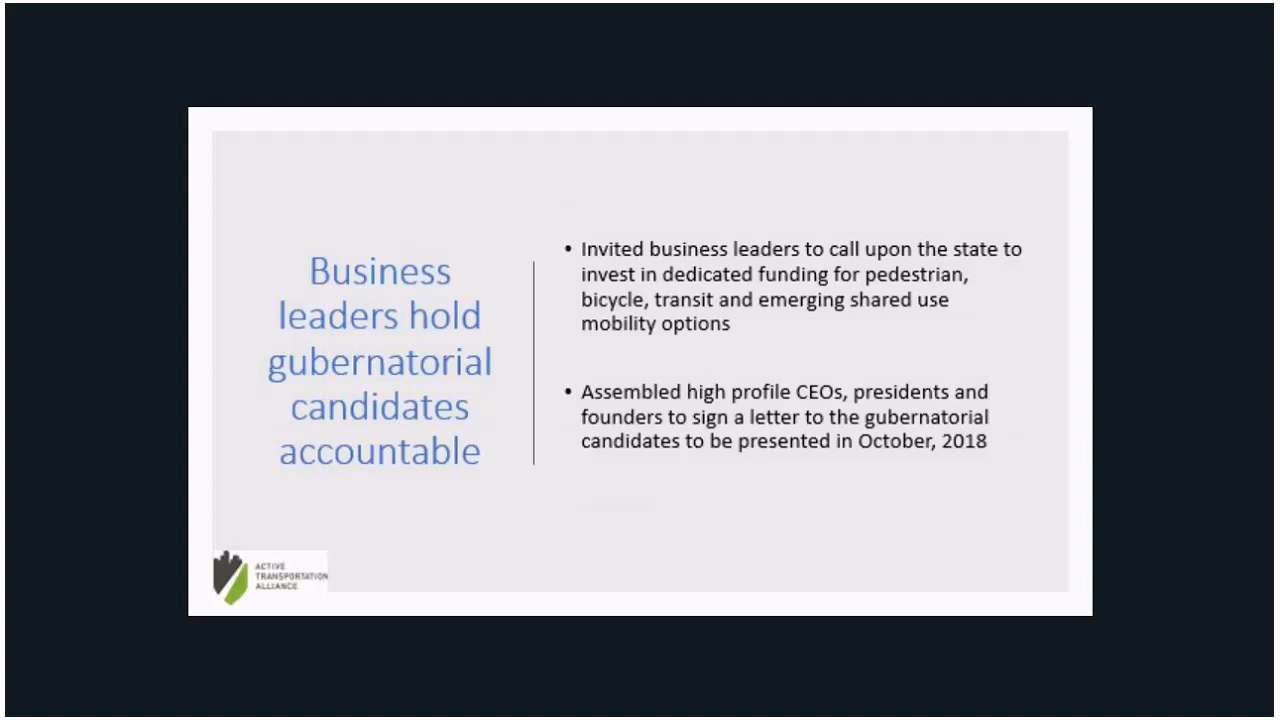 Business
leaders hold
gubernatorial
candidates
accountable
• Invited business leaders to call upon the state to
invest in dedicated funding for pedestrian,
bicycle, transit and emerging shared use
mobility options
• Assembled high profile CEOs, presidents and
founders to sign a letter to the gubernatorial
candidates to be presented in October, 2018
ACTIVE
TRANSPORTATION
ALLIANCE